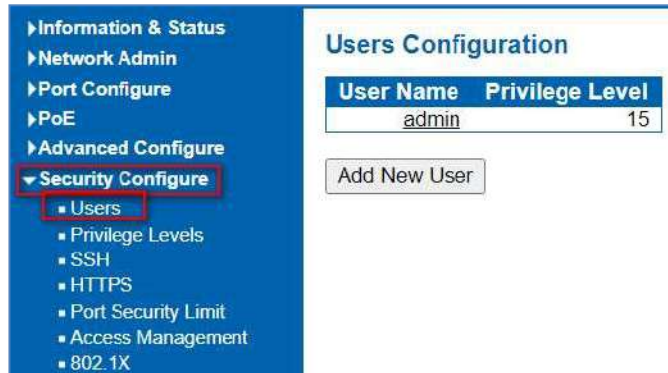 Information & Status
Network Admin
Port Configure
PoE
Advanced Configure
Security Configure
Users
Privilege Levels
SSH
HTTPS
Port Security Limit
Access Management
802.1X
Users Configuration
User Name Privilege Level
admin 15
Add New User